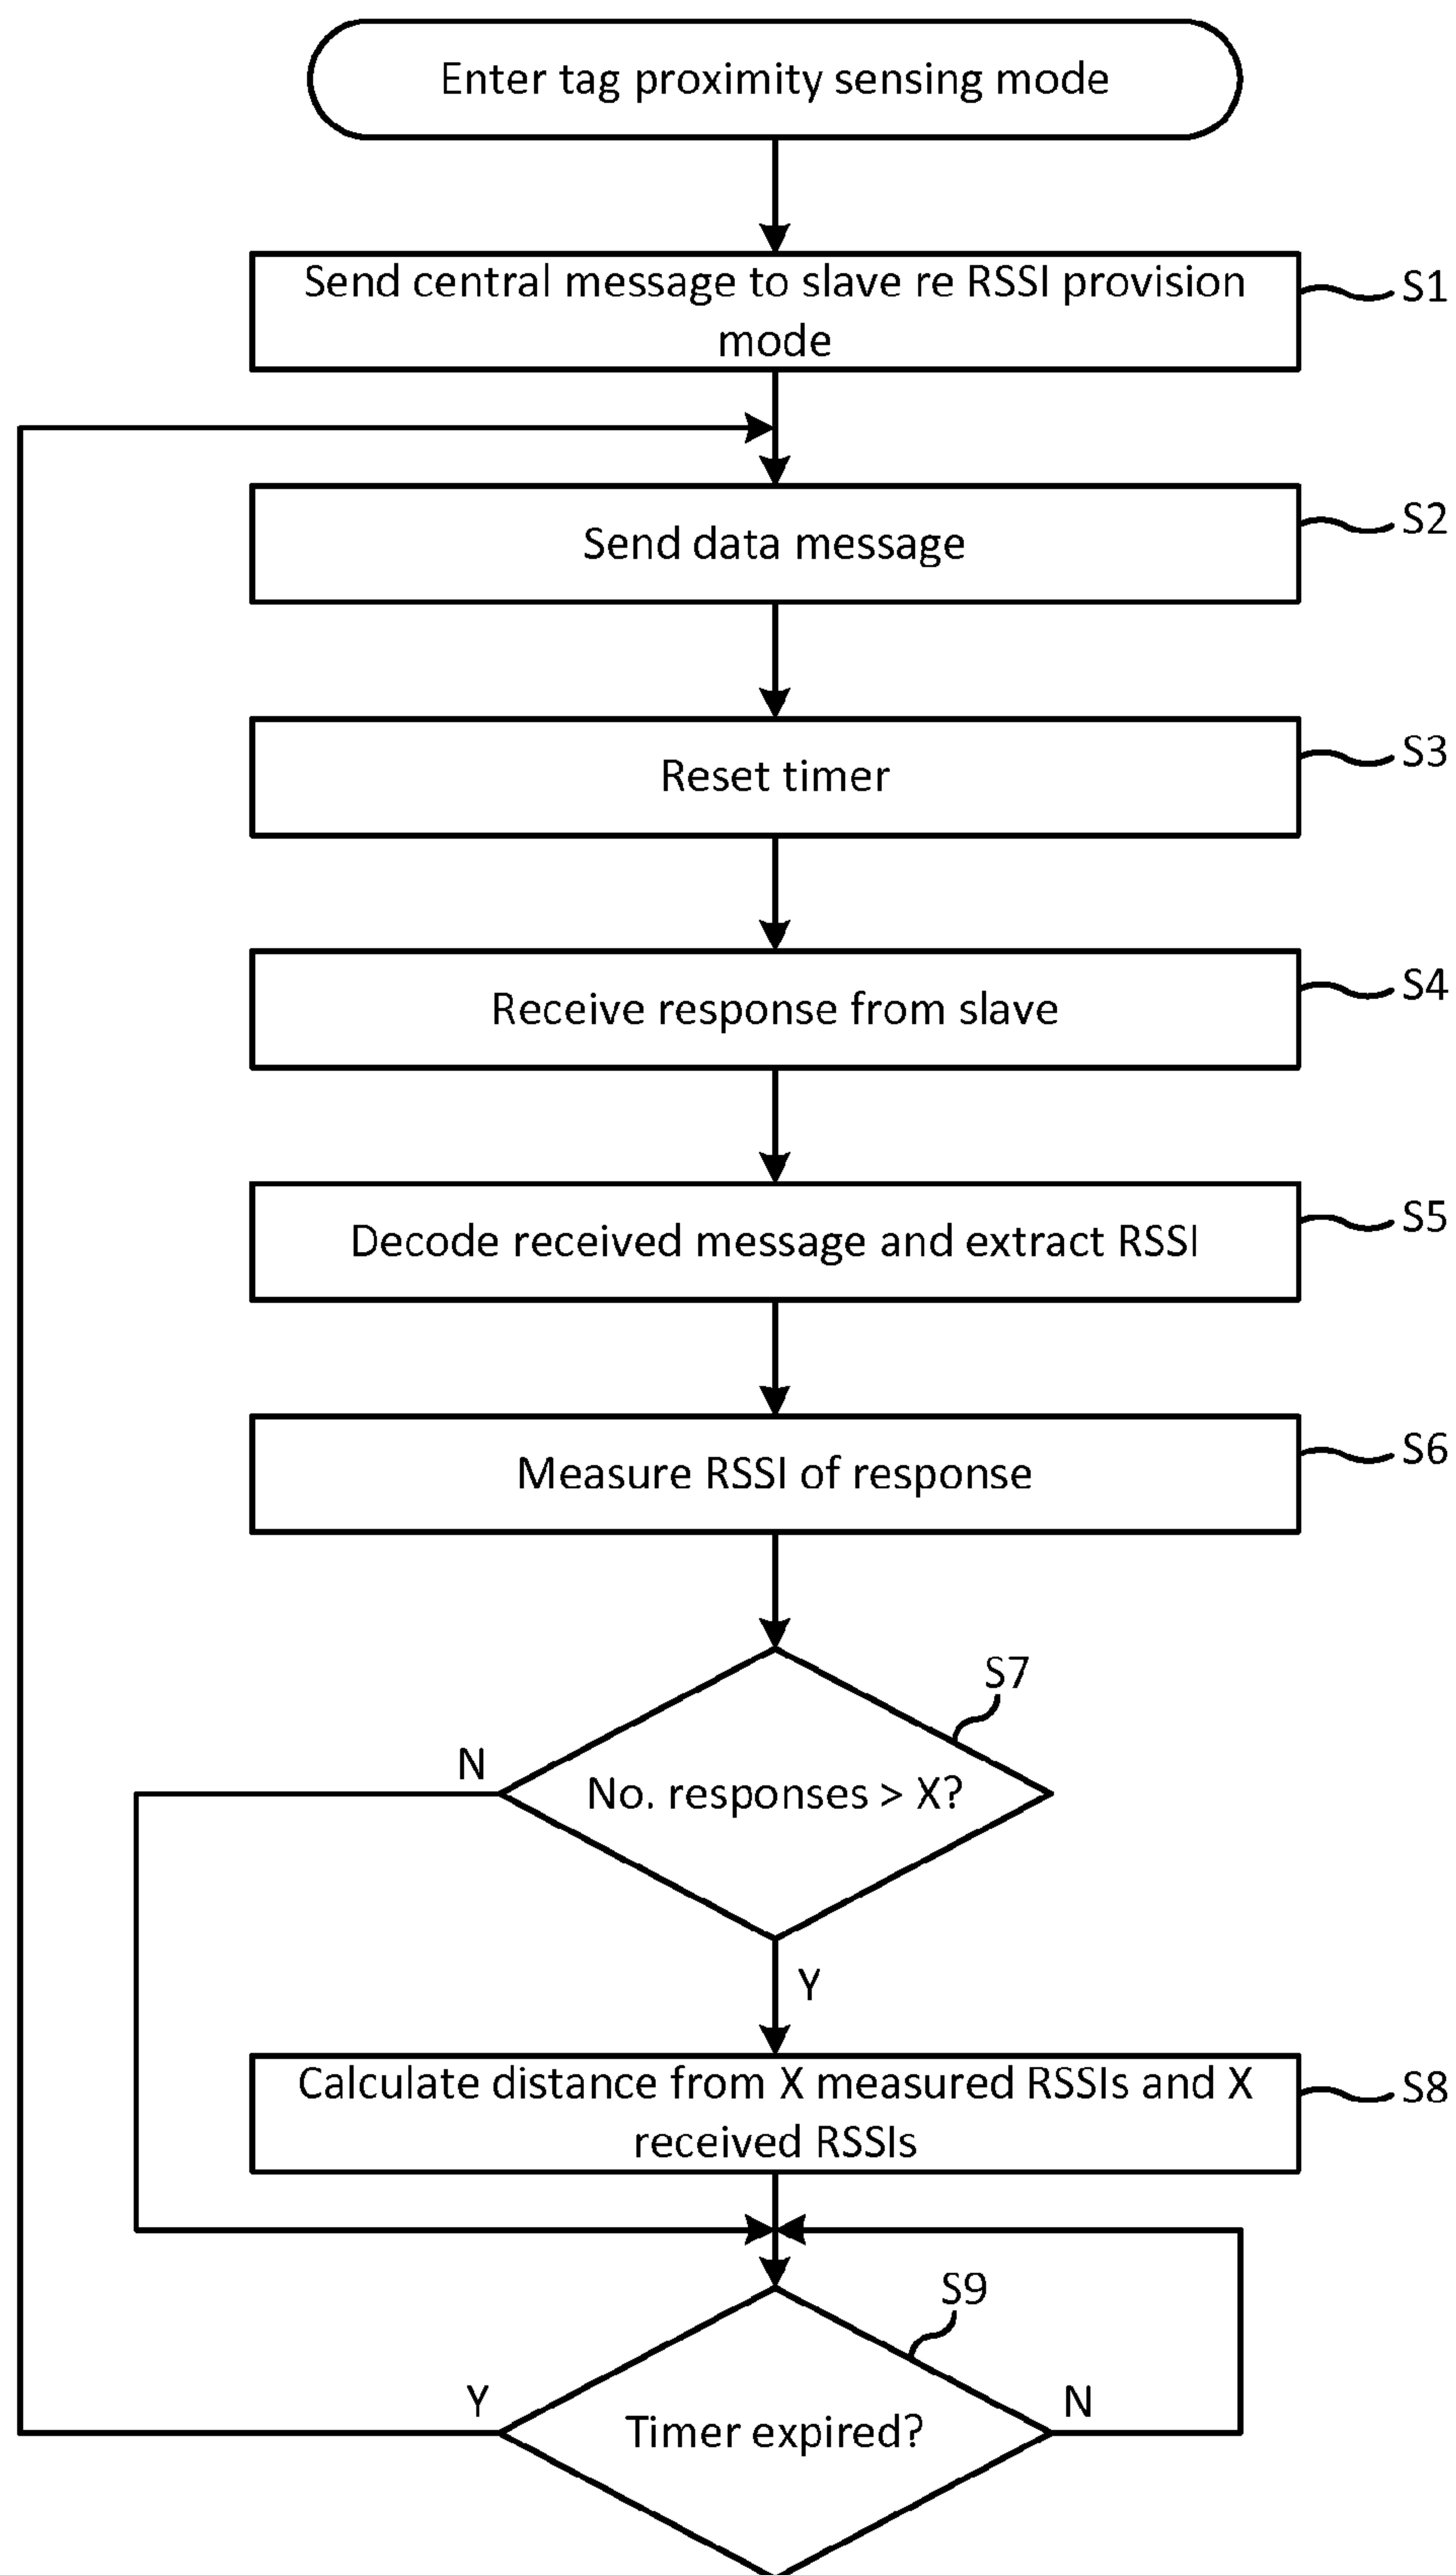 Enter tag proximity sensing mode
Send central message to slave re RSSI provision
mode
S1
Send data message
S2
Reset timer
S3
Receive response from slave
S4
Decode received message and extract RSSI
S5
Measure RSSI of response
S6
S7
N
No. responses > X?
Y
Calculate distance from X measured RSSIs and X
received RSSIs
S8
S9
Y
Timer expired?
N